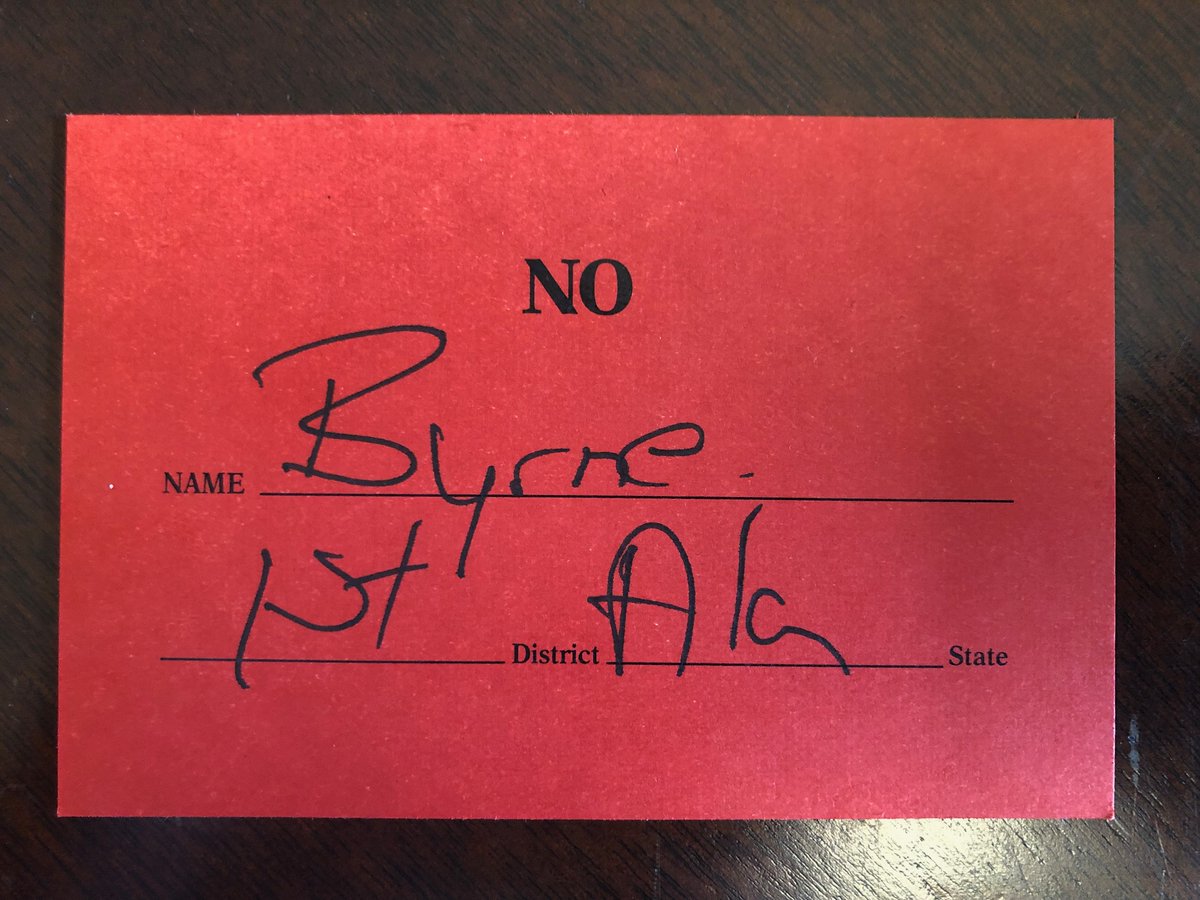 NO
NAME Byrne
1st District Ala State